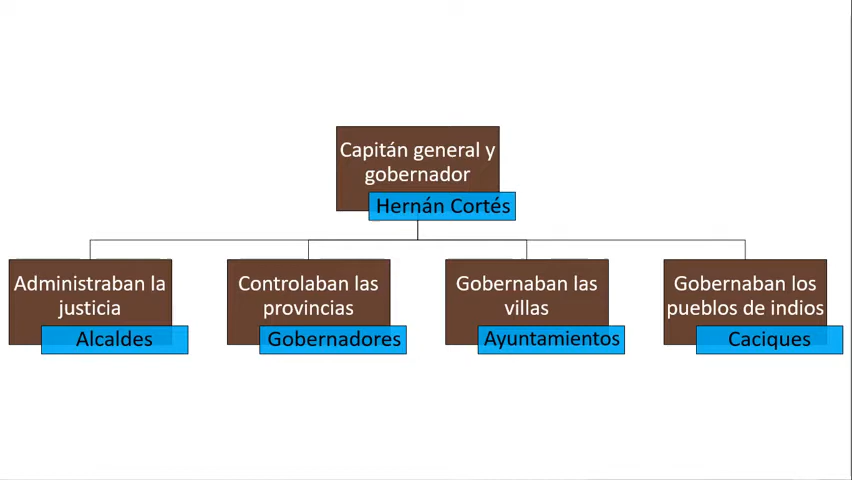 Capitán general y
gobernador
Hernán Cortés
Administraban la
justicia
Alcaldes
Controlaban las
provincias
Gobernadores
Gobernaban las
villas
Ayuntamientos
Gobernaban los
pueblos de indios
Caciques